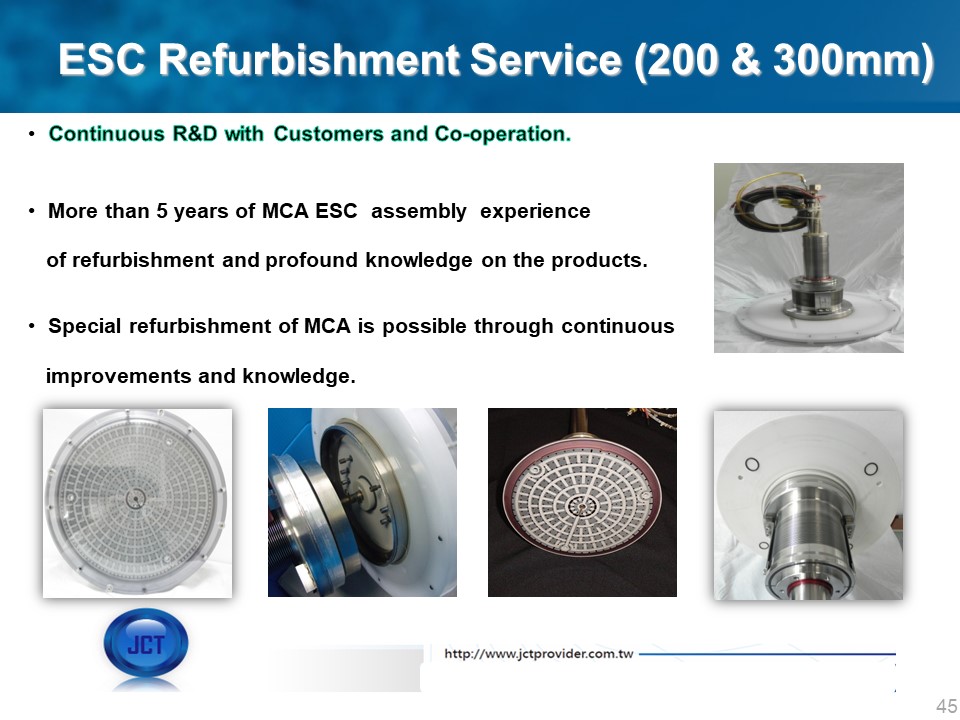 ESC Refurbishment Service (200 & 300mm)
• Continuous R&D with Customers and Co-operation.
• More than 5 years of MCA ESC assembly experience
of refurbishment and profound knowledge on the products.
• Special refurbishment of MCA is possible through continuous
improvements and knowledge.
JCT
http://www.jctprovider.com.tw
45